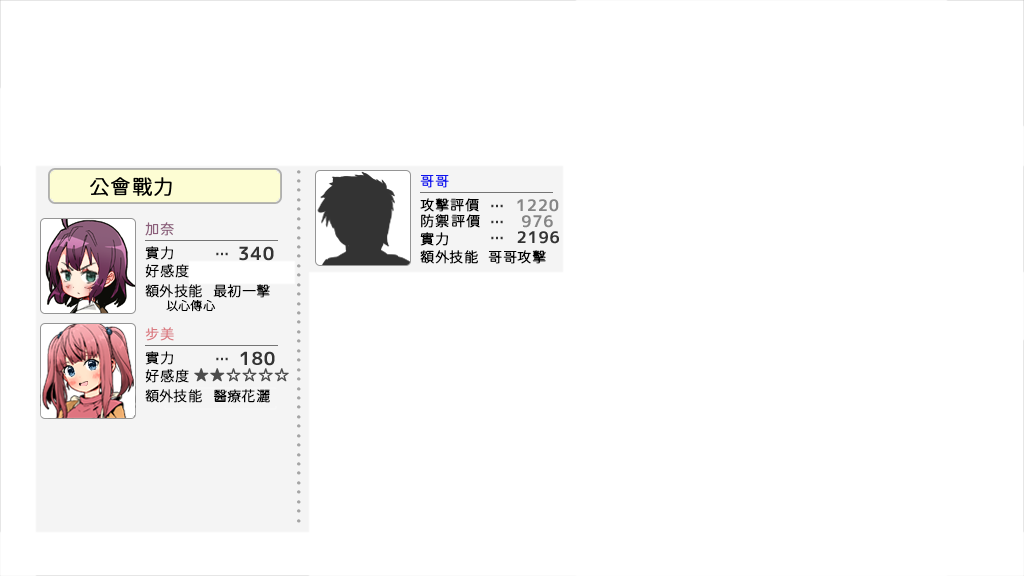 公會戰力
加奈
實力 … 340
好感度
額外技能 最初一擊
以心傳心
步美
實力 … 180
好感度 ★★☆☆☆☆
額外技能 醫療花灑
哥哥
攻擊評價 … 1220
防禦評價 … 976
實力 … 2196
額外技能 哥哥攻擊